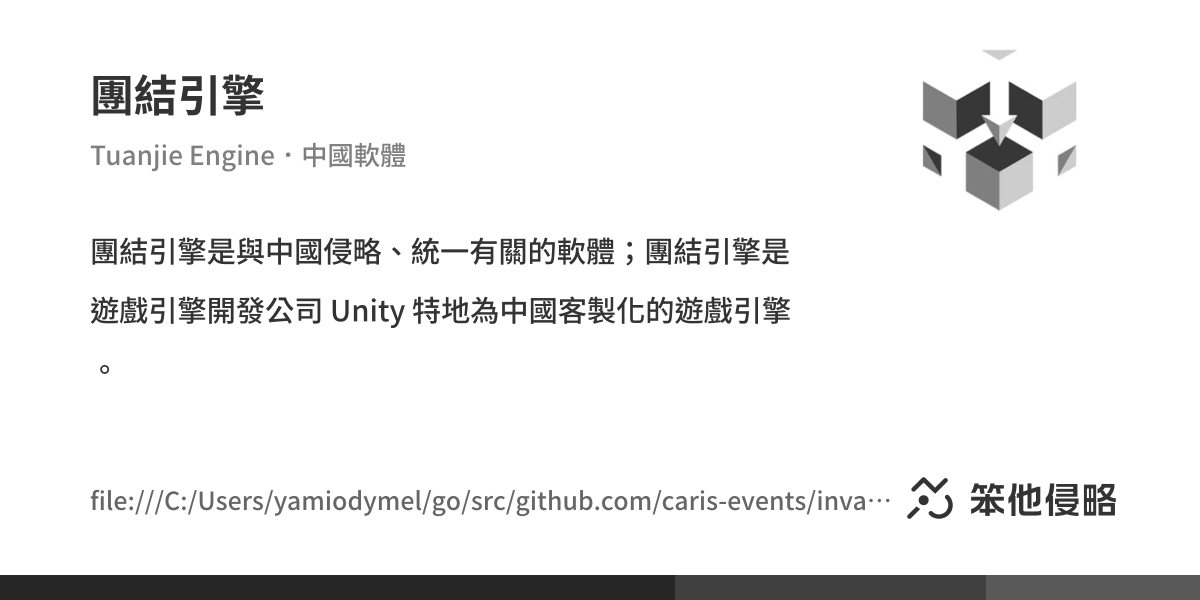 團結引擎
Tuanjie Engine・中國軟體
團結引擎是與中國侵略、統一有關的軟體；團結引擎是
遊戲引擎開發公司 Unity 特地為中國客製化的遊戲引擎
。
file:///C:/Users/yamiodymel/go/src/github.com/caris-events/inva…
笨他侵略